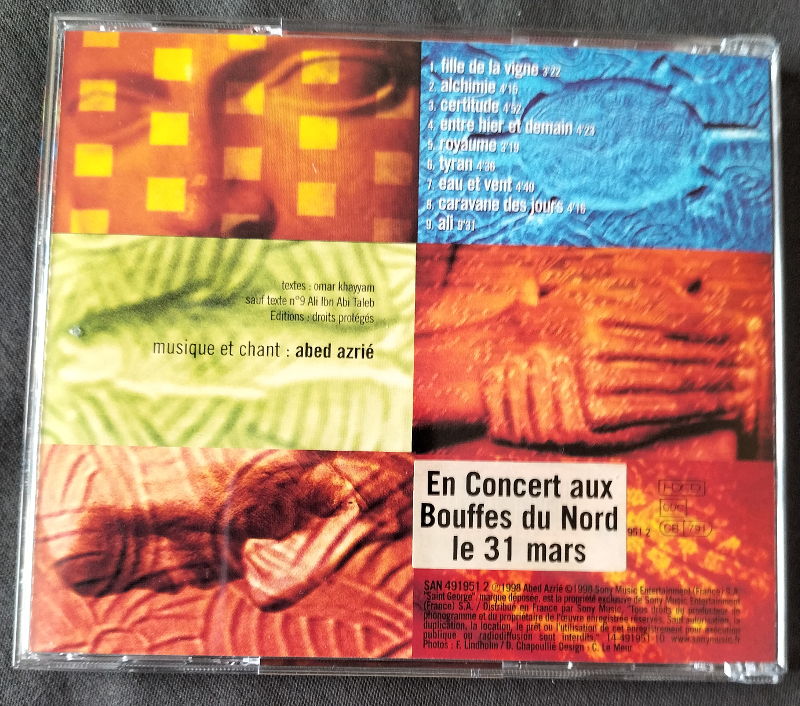 1. fille de la vigne 3'22
2. alchimie 4'16
3. certitude 4'52
4. entre hier et demain 4'23
5. royaume 3'19
6. tyran 4'36
7. eau et vent 4'40
8. caravane des jours 4'16
9. ali 9'31
textes : omar khayyam
sauf texte n°9 Ali Ibn Abi Taleb
Editions : droits protégés
musique et chant : abed azrié
En Concert aux
Bouffes du Nord
le 31 mars
951 2
SAN 491951 2 ℗1998 Abed Azrié ©1998 Sony Music Entertainment (France) S.A.
"Saint George", marque déposée, est la propriété exclusive de Sony Music Entertainment
(France) S.A. / Distribué en France par Sony Music. "Tous droits du producteur
phonogramme et du propriétaire de l'œuvre enregistrée réservés. Sauf autorisation, la
duplication, la location, le prêt ou l'utilisation de cet enregistrement pour exécution
publique ou radiodiffusion sont interdits." 14-491951-10 www.sonymusic.fr
Photos : F. Lindholm / D. Chapoullié Design : C. Le Meur